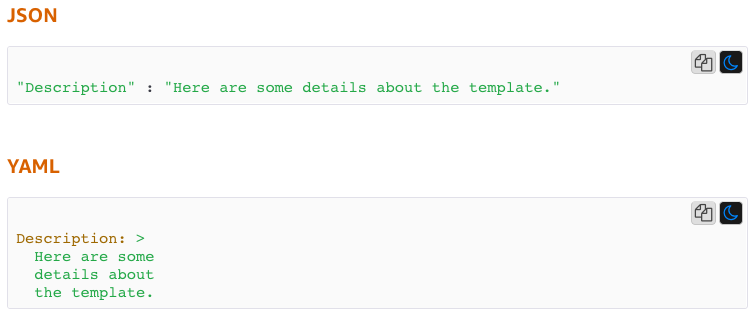 JSON
"Description" : "Here are some details about the template."
YAML
Description: >
  Here are some
  details about
  the template.